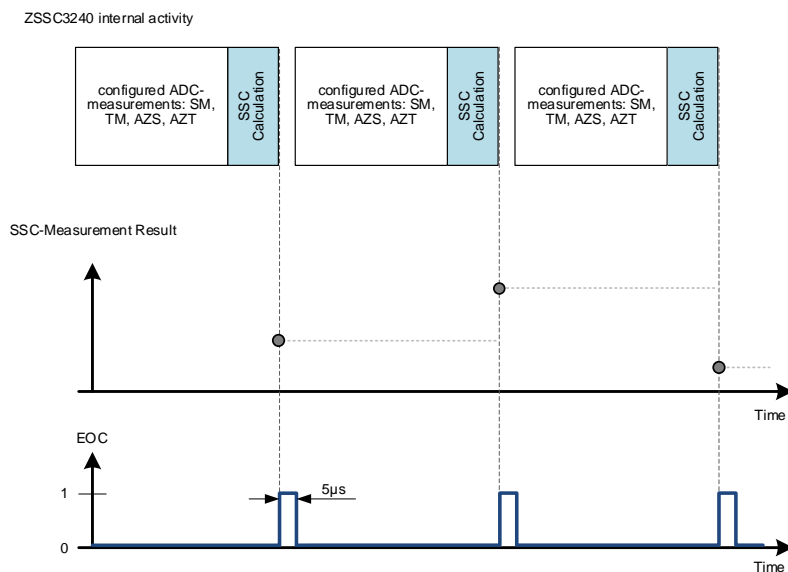 ZSSC3240 internal activity
configured ADC-
measurements: SM,
TM, AZS, AZT
SSC
Calculation
configured ADC-
measurements: SM,
TM, AZS, AZT
SSC
Calculation
configured ADC-
measurements: SM,
TM, AZS, AZT
SSC
Calculation
SSC-Measurement Result
Time
EOC
1
5µs
0
Time